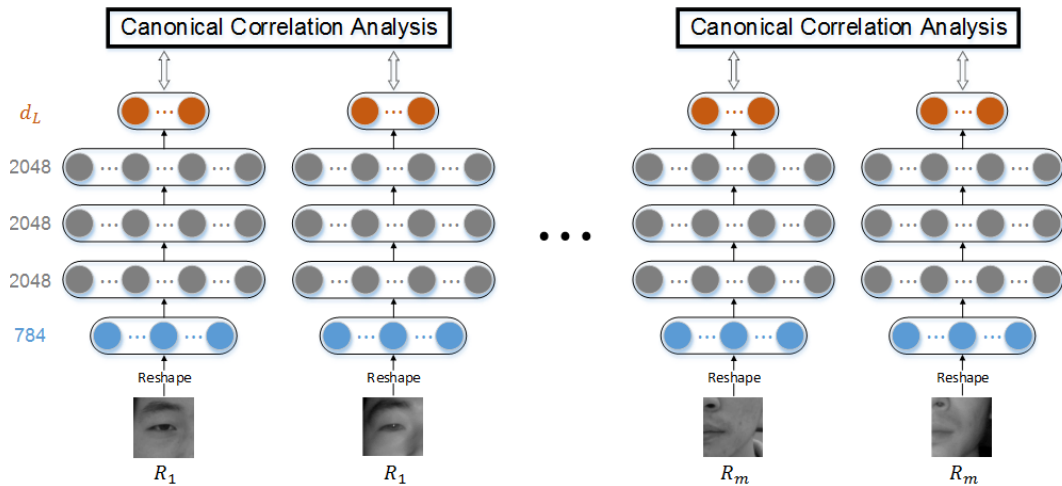 Canonical Correlation Analysis Canonical Correlation Analysis
d_L
2048
2048
2048
784
Reshape Reshape Reshape Reshape
R_1 R_1 R_m R_m